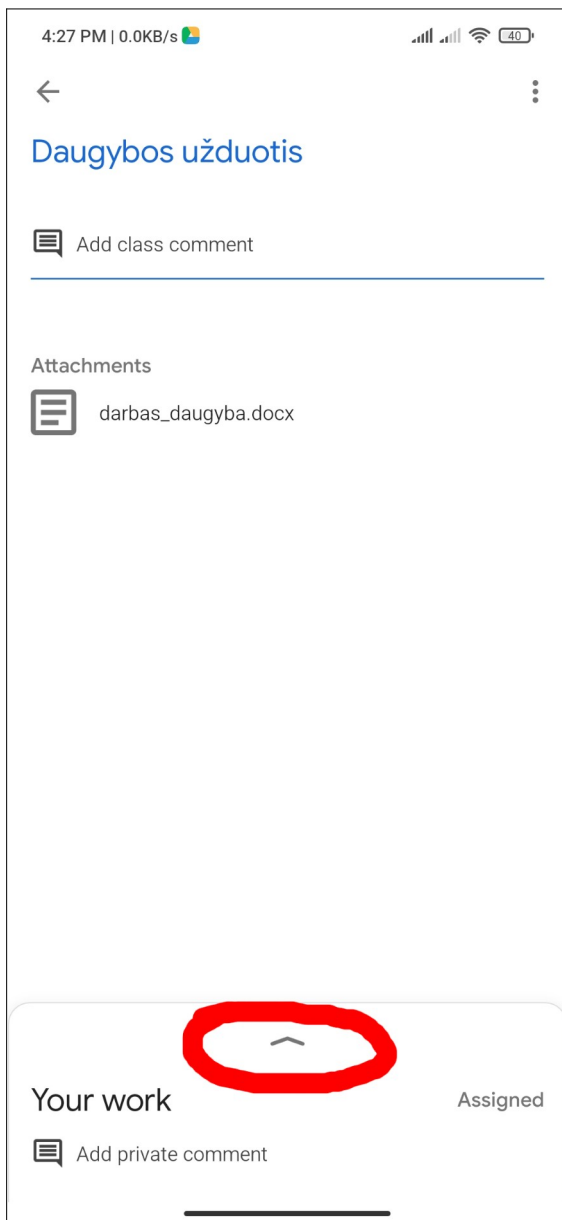 4:27 PM | 0.0KB/s 40
Daugybos užduotis
Add class comment
Attachments
darbas_daugyba.docx
Your work Assigned
Add private comment